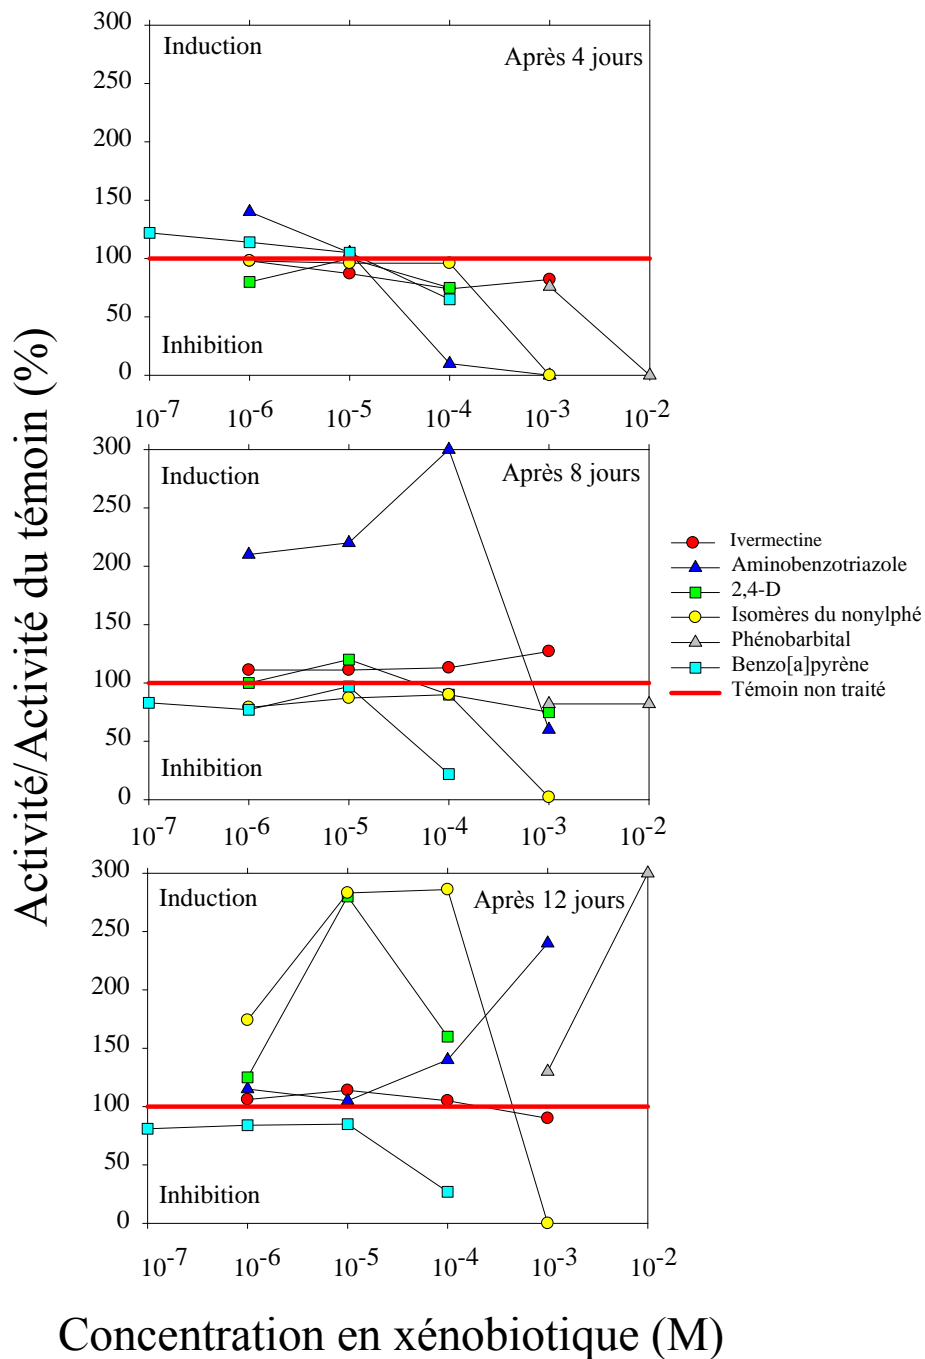 300
Induction
Après 4 jours
250
200
150
100
50
Inhibition
0
10-7 10-6 10-5 10-4 10-3 10-2
300
Induction
Après 8 jours
250
200
150
100
50
Inhibition
0
10-7 10-6 10-5 10-4 10-3 10-2
300
Induction
Après 12 jours
250
200
150
100
50
Inhibition
0
10-7 10-6 10-5 10-4 10-3 10-2
Activité/Activité du témoin (%)
Concentration en xénobiotique (M)
Ivermectine
Aminobenzotriazole
2,4-D
Isomères du nonylphé
Phénobarbital
Benzo[a]pyrène
Témoin non traité